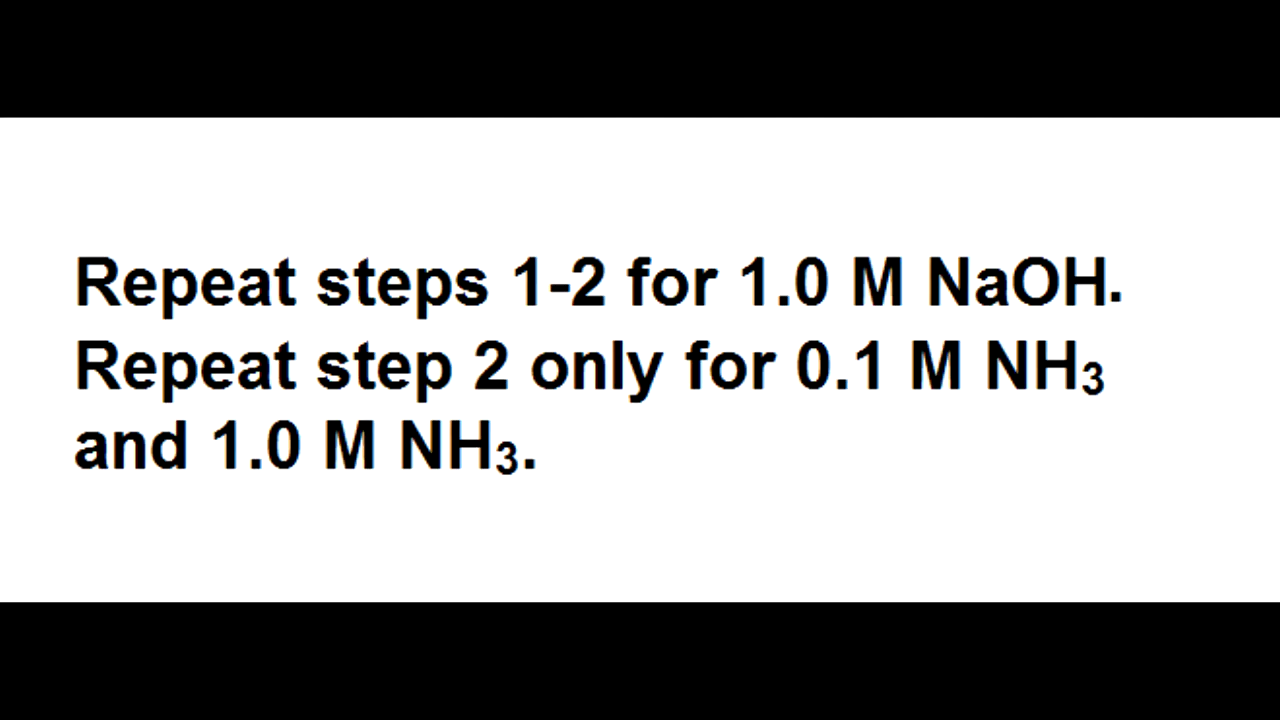 Repeat steps 1-2 for 1.0 M NaOH.
Repeat step 2 only for 0.1 M NH₃
and 1.0 M NH₃.